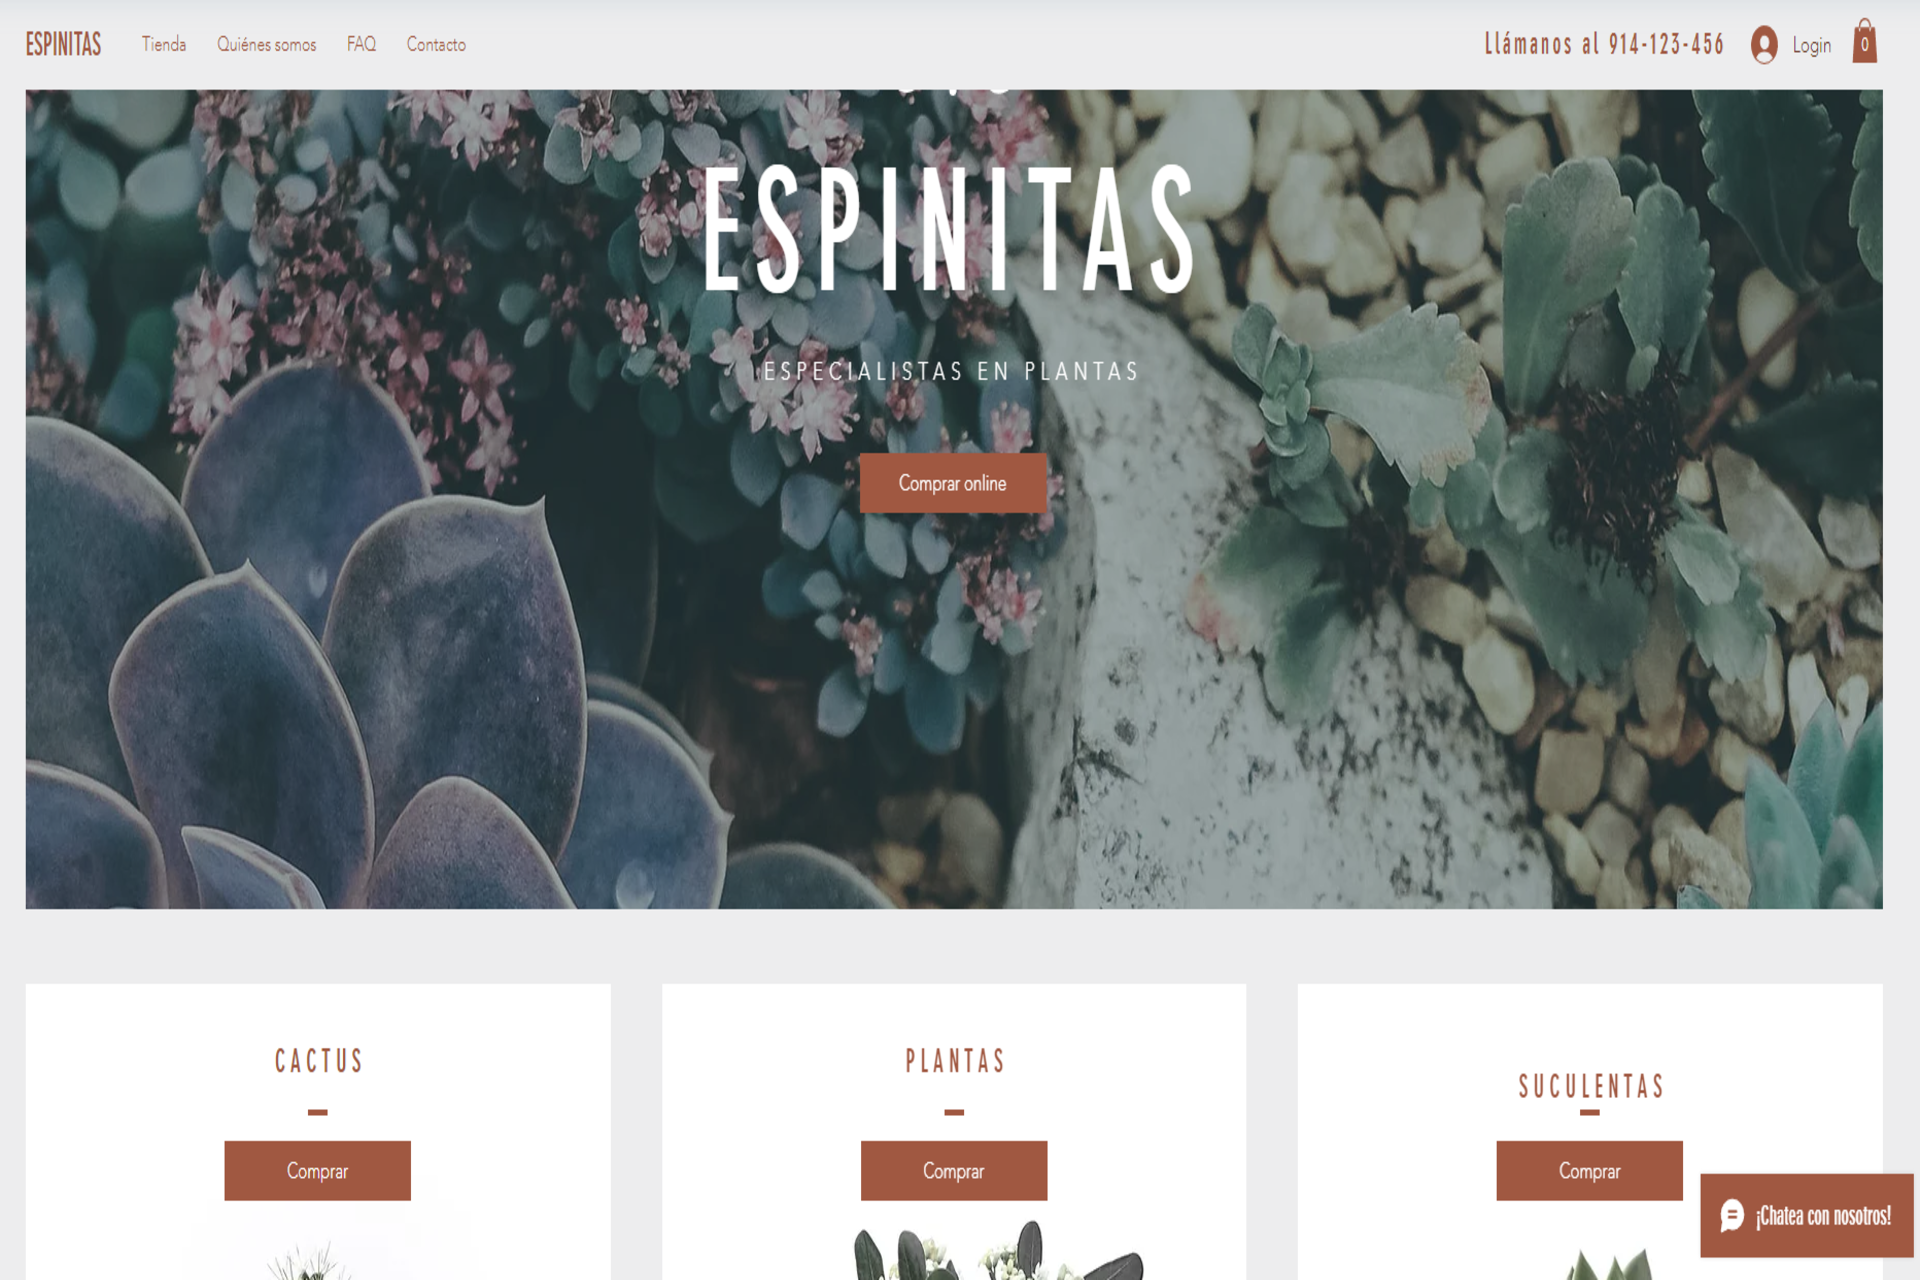 ESPINITAS Tienda Quiénes somos FAQ Contacto Llámanos al 914-123-456 Login 0
ESPINITAS
ESPECIALISTAS EN PLANTAS
Comprar online
CACTUS
Comprar
PLANTAS
Comprar
SUCULENTAS
Comprar
¡Chatea con nosotros!